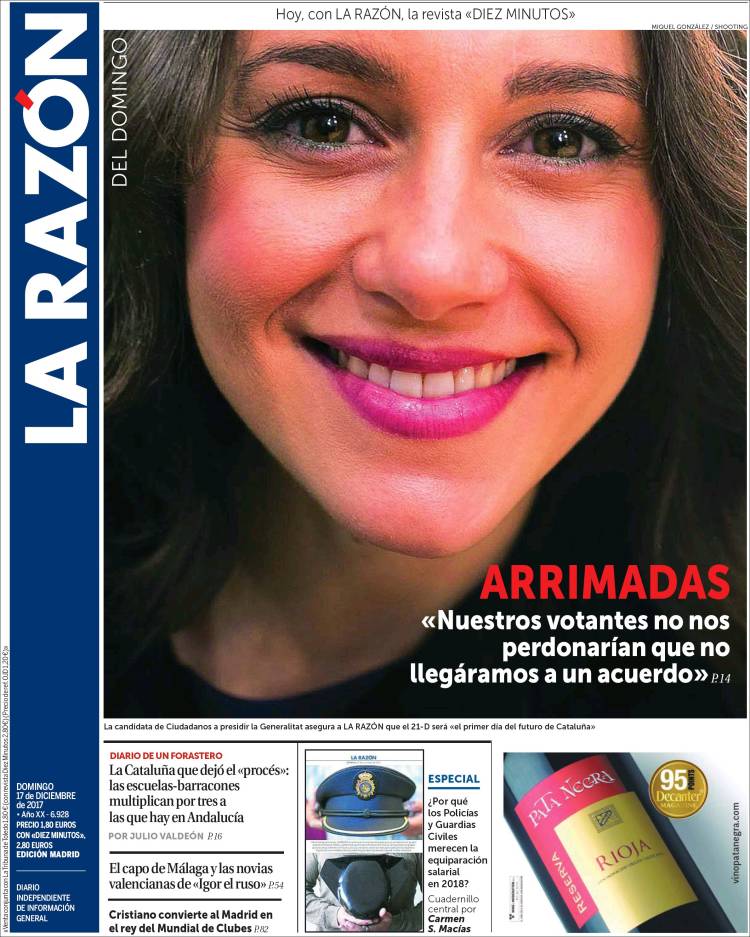 Hoy, con LA RAZÓN, la revista «DIEZ MINUTOS»
MIQUEL GONZÁLEZ / SHOOTING
LA RAZÓN
DEL DOMINGO
ARRIMADAS
«Nuestros votantes no nos
perdonarían que no
llegáramos a un acuerdo» P.14
La candidata de Ciudadanos a presidir la Generalitat asegura a LA RAZÓN que el 21-D será «el primer día del futuro de Cataluña»
DOMINGO
17 DE DICIEMBRE
de 2017
• Año XX - 6.928
PRECIO 1,80 EUROS
CON «DIEZ MINUTOS»,
2,80 EUROS
EDICIÓN MADRID
DIARIO
INDEPENDIENTE
DE INFORMACIÓN
GENERAL
DIARIO DE UN FORASTERO
La Cataluña que dejó el «procés»:
las escuelas-barracones
multiplican por tres a
las que hay en Andalucía
POR JULIO VALDEÓN P.16
El capo de Málaga y las novias
valencianas de «Igor el ruso» P.54
Cristiano convierte al Madrid en
el rey del Mundial de Clubes P.82
LA RAZÓN
ESPECIAL
¿Por qué
los Policías
y Guardias
Civiles
merecen la
equiparación
salarial
en 2018?
Cuadernillo
central por
Carmen
S. Macías
PATA NEGRA
RESERVA
RIOJA
95 POINTS
Decanter
MAGAZINE
vinopatanegra.com